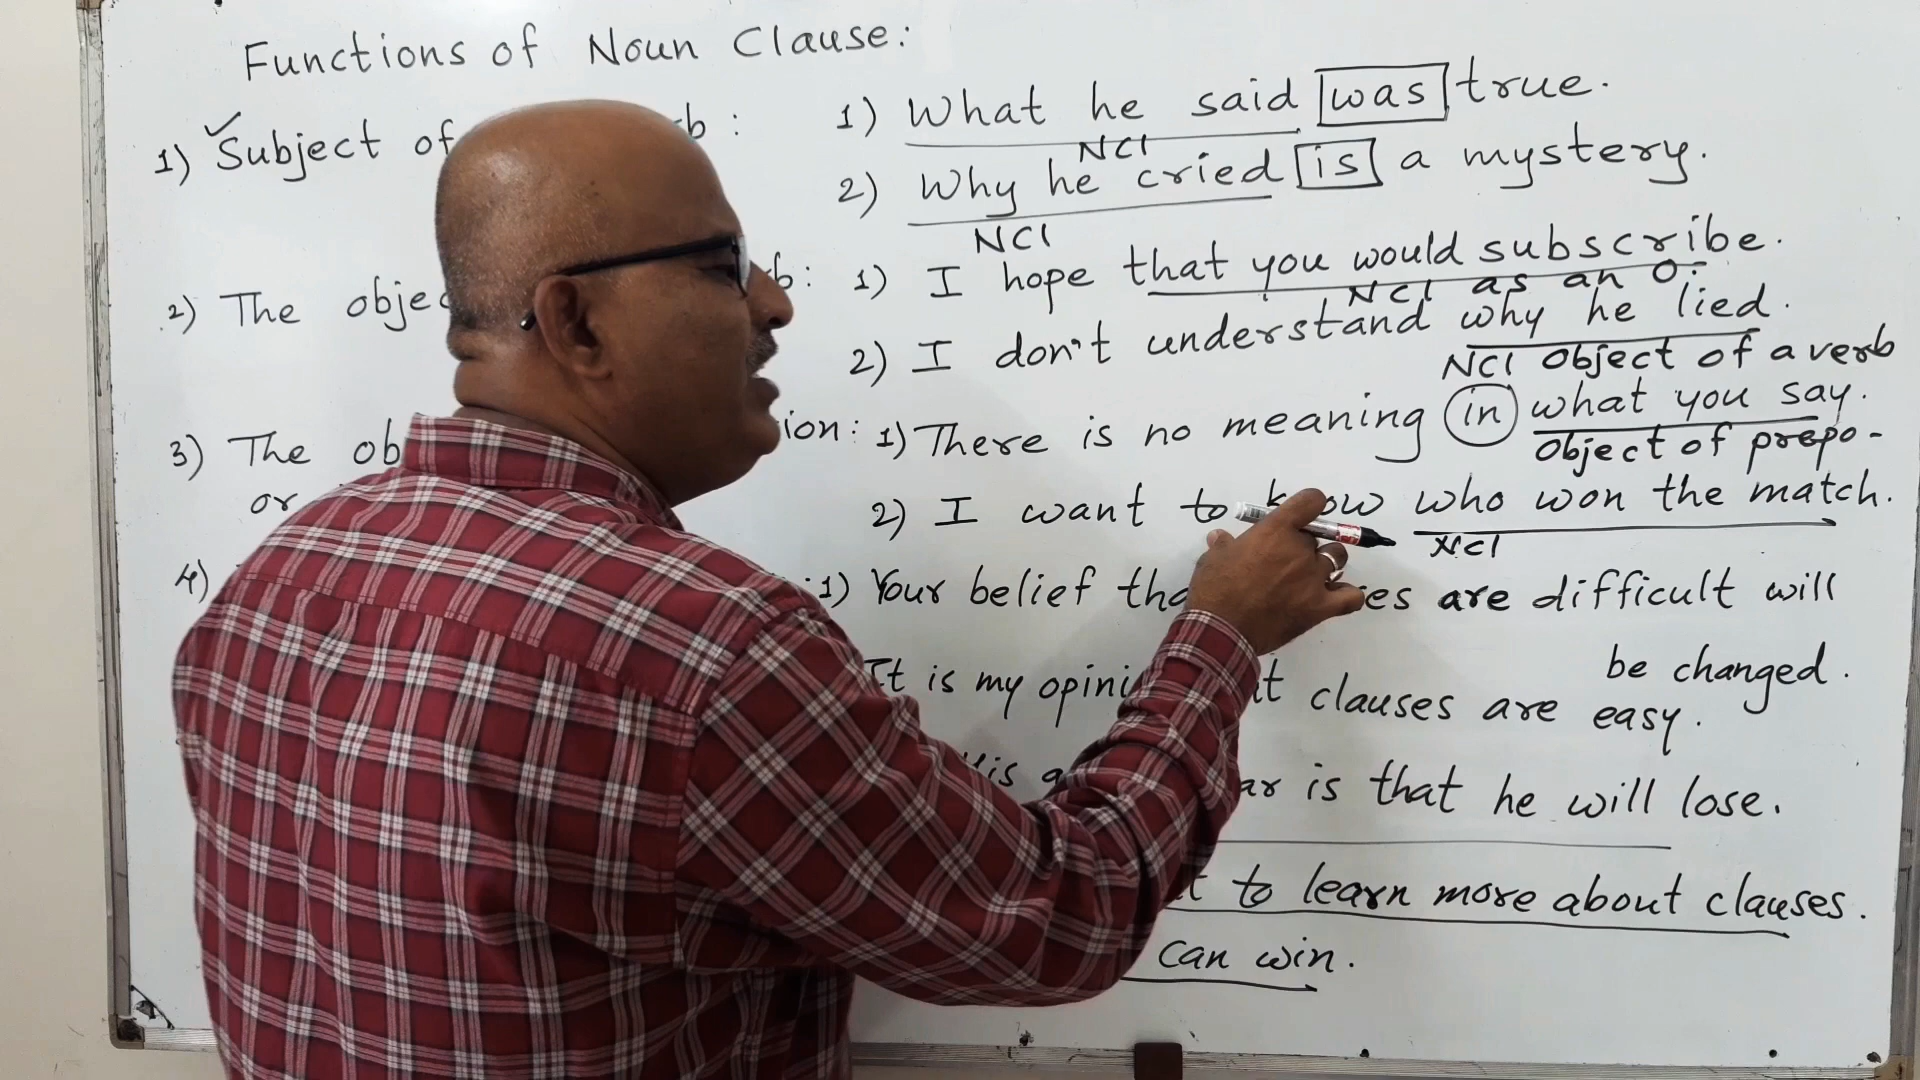 Functions of Noun Clause:
1) Subject of b : 1) What he said was true.
NCl
2) Why he cried is a mystery.
NCl
2) The objec b: 1) I hope that you would subscribe.
NCl as an O.
2) I don't understand why he lied.
NCl object of a verb
3) The ob ion: 1) There is no meaning in what you say.
object of prepo-
or 2) I want to know who won the match.
NCl
4) :1) Your belief tha es are difficult will
be changed.
It is my opini t clauses are easy.
is a ar is that he will lose.
t to learn more about clauses.
can win.